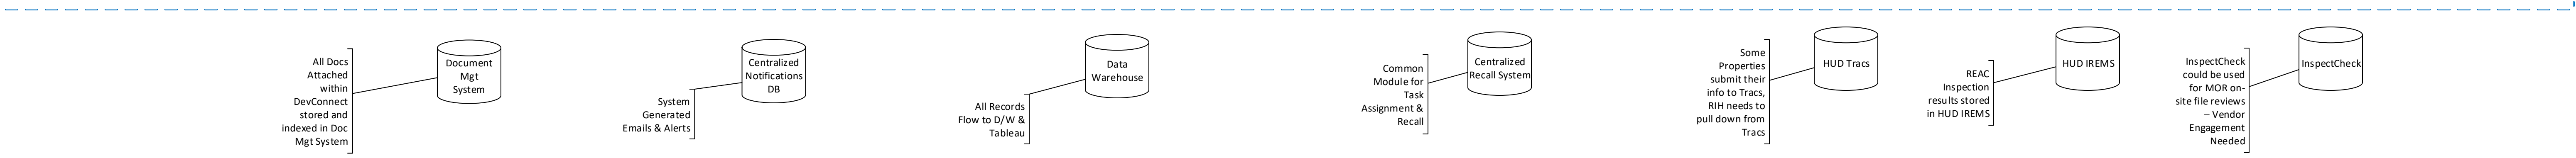 All Docs
Attached
within
DevConnect
stored and
indexed in Doc
Mgt System
Document
Mgt
System
System
Generated
Emails & Alerts
Centralized
Notifications
DB
All Records
Flow to D/W &
Tableau
Data
Warehouse
Common
Module for
Task
Assignment &
Recall
Centralized
Recall System
Some
Properties
submit their
info to Tracs,
RIH needs to
pull down from
Tracs
HUD Tracs
REAC
Inspection
results stored
in HUD IREMS
HUD IREMS
InspectCheck
could be used
for MOR on-
site file reviews
– Vendor
Engagement
Needed
InspectCheck